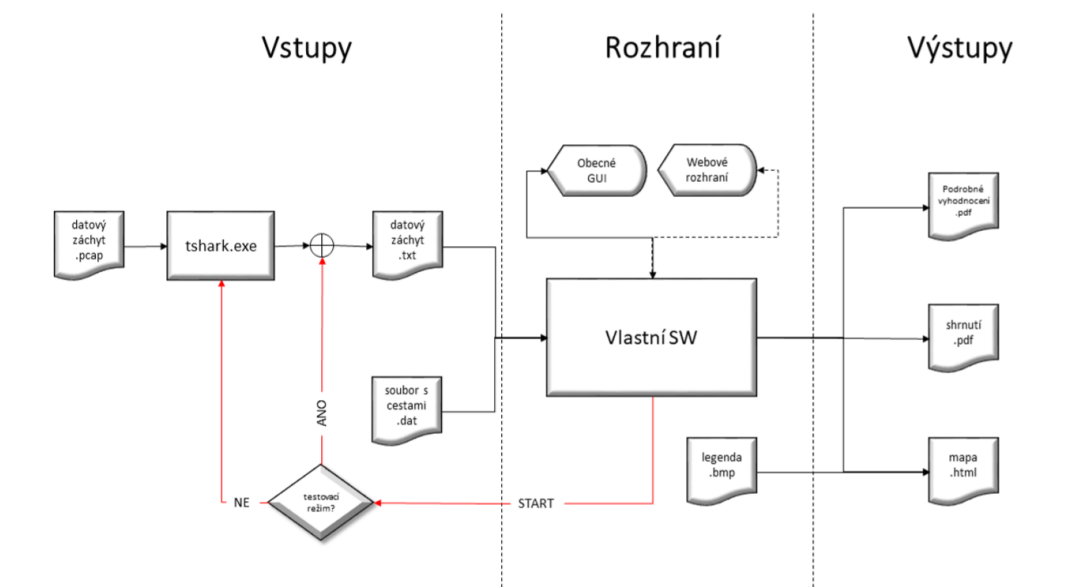 Vstupy
Rozhraní
Výstupy
Obecné
GUI
Webové
rozhraní
Podrobné
vyhodnocení
.pdf
datový
záchyt
.pcap
tshark.exe
datový
záchyt
.txt
Vlastní SW
shrnutí
.pdf
soubor s
cestami
.dat
ANO
legenda
.bmp
mapa
.html
NE
testovací
režim?
START